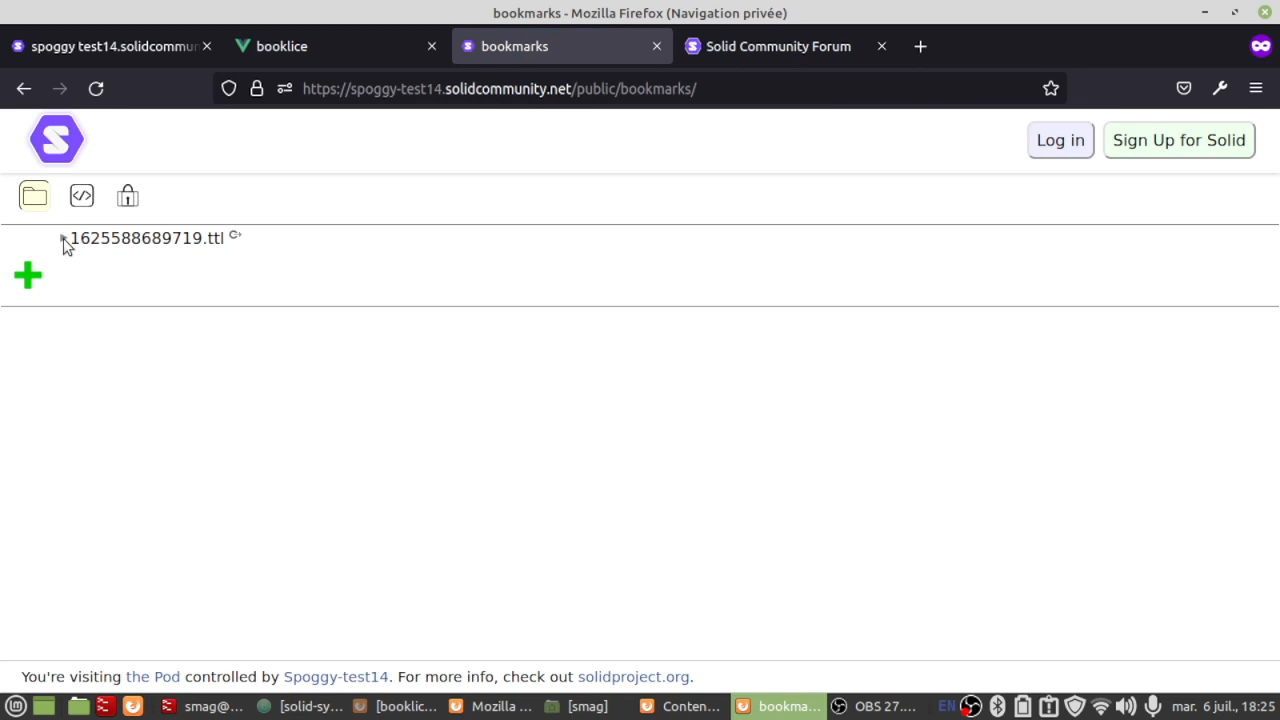 bookmarks - Mozilla Firefox (Navigation privée)
spoggy test14.solidcommu
booklice
bookmarks
Solid Community Forum
https://spoggy-test14.solidcommunity.net/public/bookmarks/
Log in
Sign Up for Solid
1625588689719.ttl
You're visiting the Pod controlled by Spoggy-test14. For more info, check out solidproject.org.
smag@...
[solid-sy...
[booklic...
Mozilla ...
[smag]
Conten...
bookma...
OBS 27....
EN
mar. 6 juil., 18:25